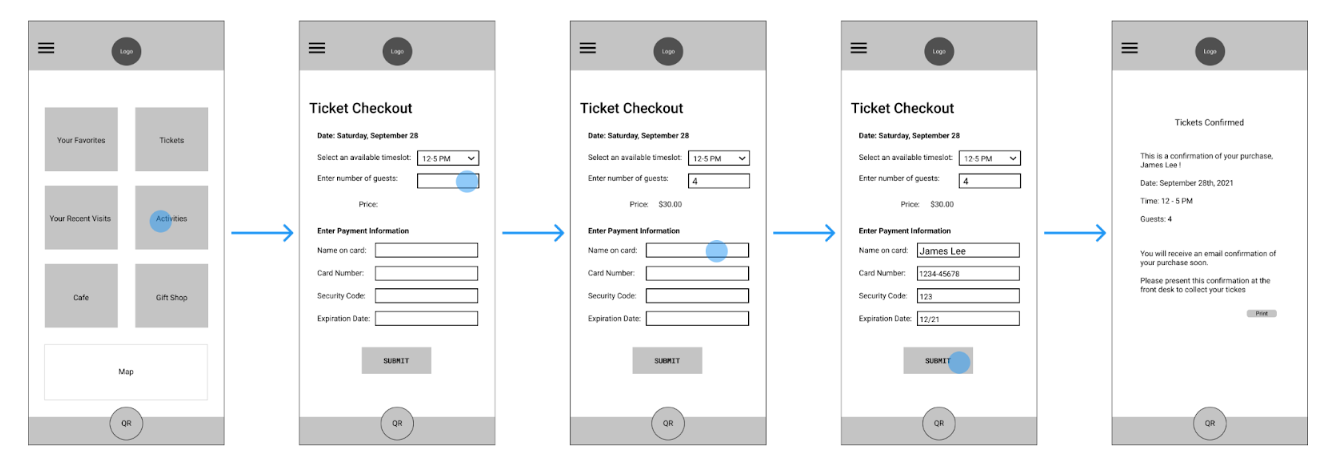 Logo
Your Favorites
Tickets
Your Recent Visits
Activities
Cafe
Gift Shop
Map
QR
Logo
Ticket Checkout
Date: Saturday, September 28
Select an available timeslot: 12-5 PM
Enter number of guests:
Price:
Enter Payment Information
Name on card:
Card Number:
Security Code:
Expiration Date:
SUBMIT
QR
Logo
Ticket Checkout
Date: Saturday, September 28
Select an available timeslot: 12-5 PM
Enter number of guests: 4
Price: $30.00
Enter Payment Information
Name on card:
Card Number:
Security Code:
Expiration Date:
SUBMIT
QR
Logo
Ticket Checkout
Date: Saturday, September 28
Select an available timeslot: 12-5 PM
Enter number of guests: 4
Price: $30.00
Enter Payment Information
Name on card: James Lee
Card Number: 1234-45678
Security Code: 123
Expiration Date: 12/21
SUBMIT
QR
Logo
Tickets Confirmed
This is a confirmation of your purchase,
James Lee !
Date: September 28th, 2021
Time: 12 - 5 PM
Guests: 4
You will receive an email confirmation of
your purchase soon.
Please present this confirmation at the
front desk to collect your tickes
Print
QR